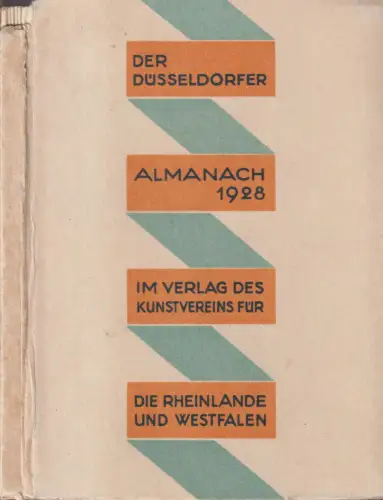 DER
DÜSSELDORFER
ALMANACH
1928
IM VERLAG DES
KUNSTVEREINS FÜR
DIE RHEINLANDE
UND WESTFALEN